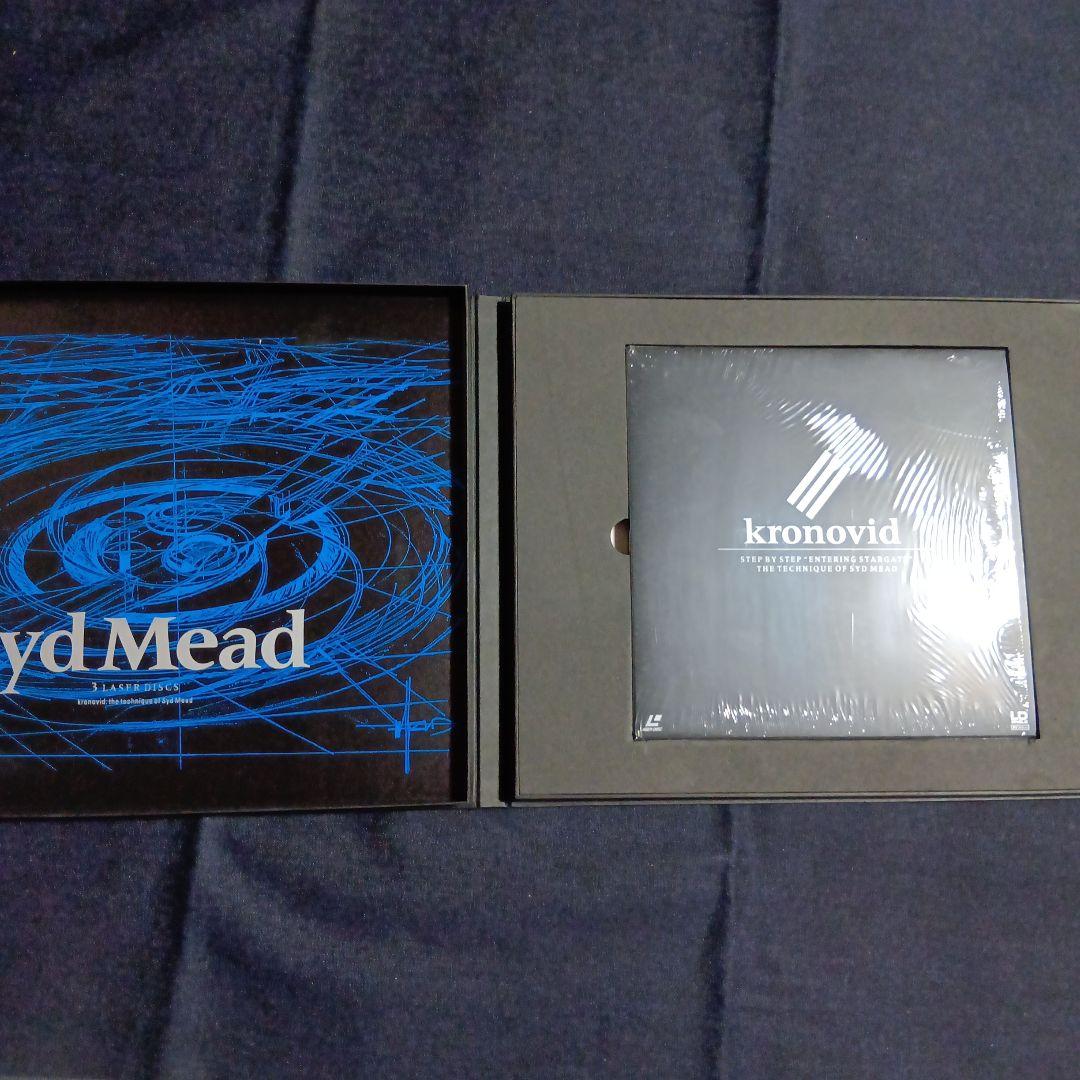 yd Mead
3 LASER DISCS
kronovid: the technique of Syd Mead
kronovid
STEP BY STEP "ENTERING STARGATE
THE TECHNIQUE OF SYD MEAD